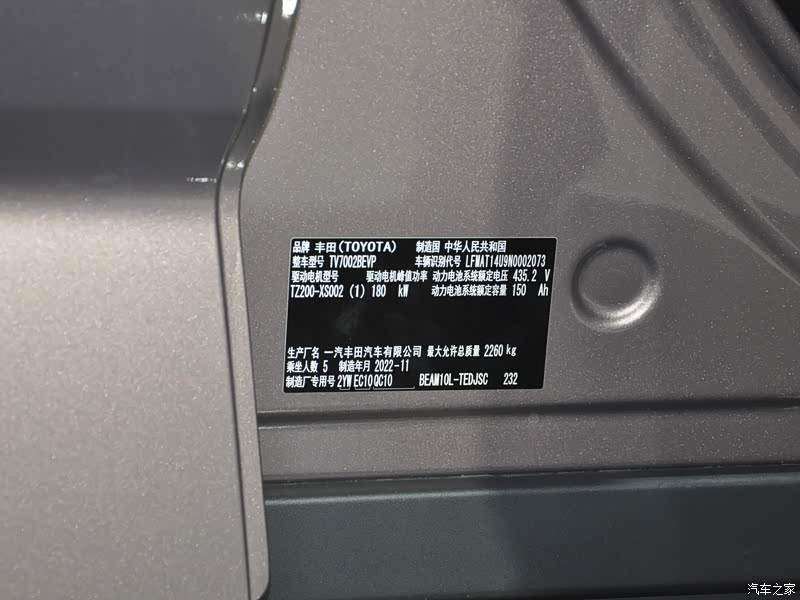 品牌 丰田(TOYOTA) 制造国 中华人民共和国
整车型号 TV7002BEVP 车辆识别代号 LFMAT14U9N0002073
驱动电机型号 驱动电机峰值功率 动力电池系统额定电压 435.2 V
TZ200-XS002 (1) 180 kW 动力电池系统额定容量 150 Ah
生产厂名 一汽丰田汽车有限公司 最大允许总质量 2260 kg
乘坐人数 5 制造年月 2022-11
制造厂专用号 2YW EC10 QC10 BEAM10L-TEDJSC 232
汽车之家